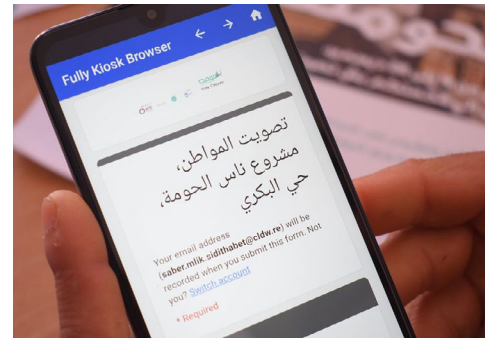 Fully Kiosk Browser
تصويت المواطن،
مشروع ناس الحومة،
حي البكري
Your email address
(saber.mlik.sidithabet@cldw.re) will be
recorded when you submit this form. Not
you? Switch account
* Required